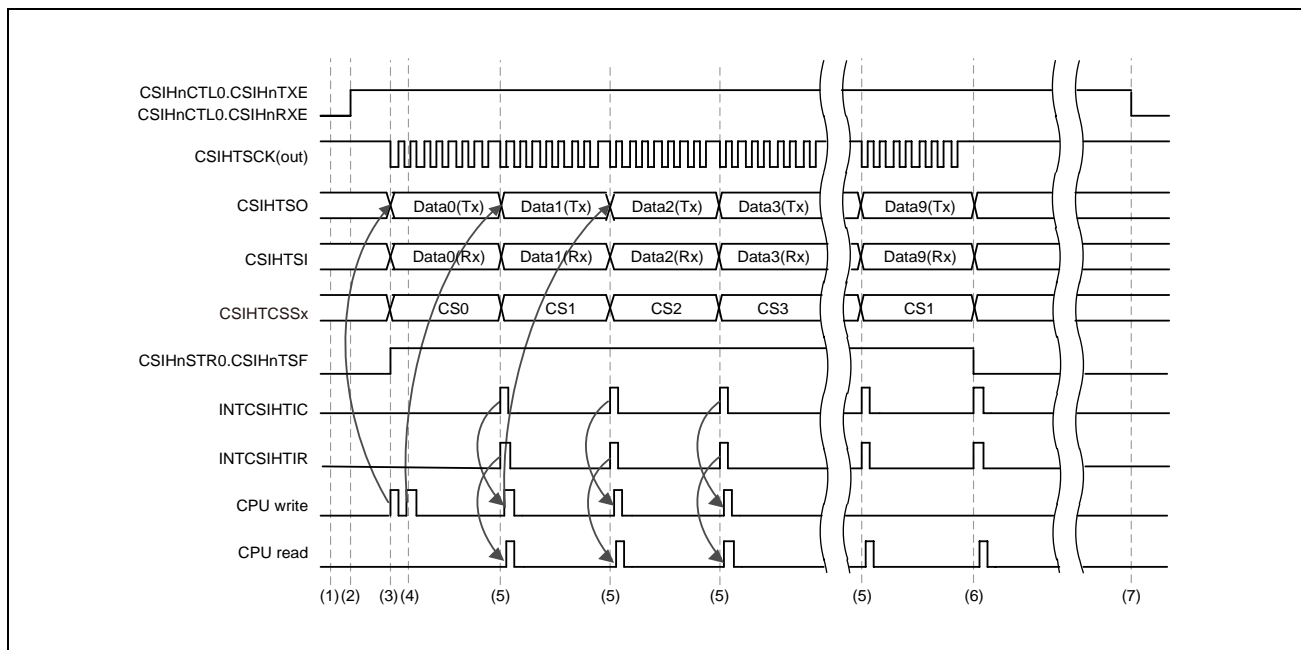 CSIHnCTL0.CSIHnTXE
CSIHnCTL0.CSIHnRXE
CSIHTSCK(out)
CSIHTSO
Data0(Tx) Data1(Tx) Data2(Tx) Data3(Tx) Data9(Tx)
CSIHTSI
Data0(Rx) Data1(Rx) Data2(Rx) Data3(Rx) Data9(Rx)
CSIHTCSSx
CS0 CS1 CS2 CS3 CS1
CSIHnSTR0.CSIHnTSF
INTCSIHTIC
INTCSIHTIR
CPU write
CPU read
(1) (2) (3) (4) (5) (5) (5) (5) (6) (7)